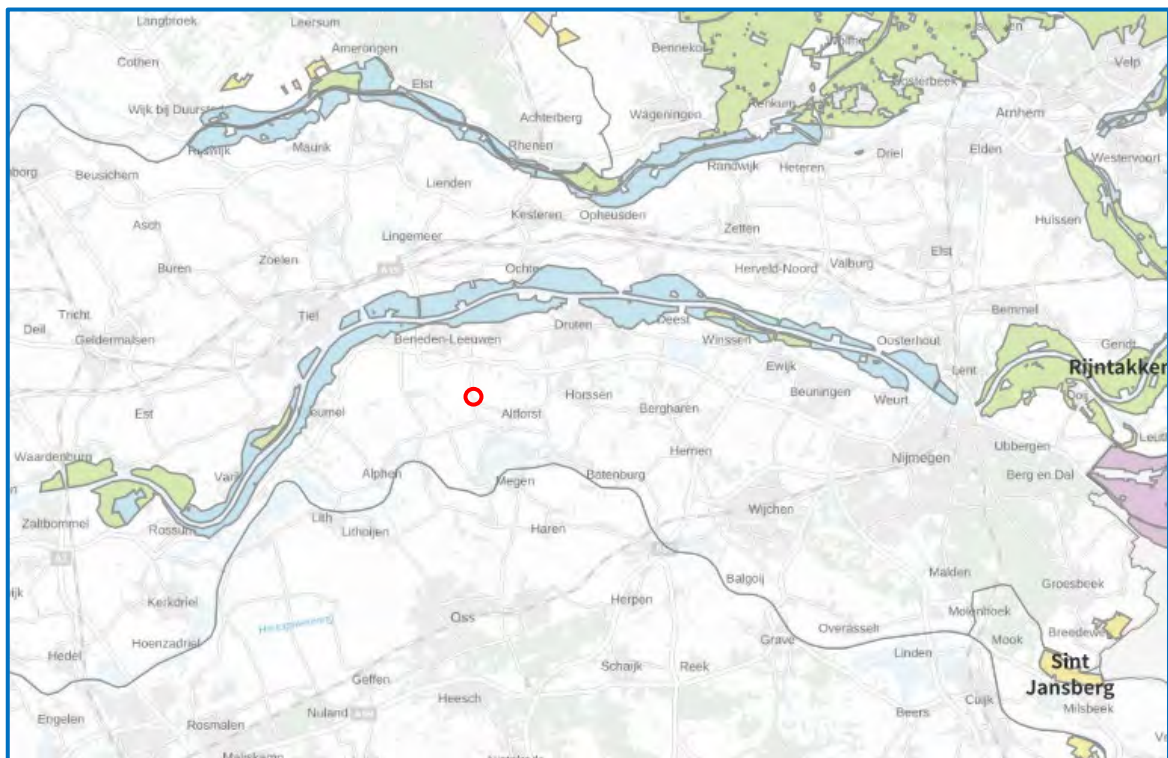 Langbroek
Leersum
Cothen
Amerongen
Elst
Velp
Wijk bij Duurste
Achterberg
Wageningen
Renkum
Oosterbeek
Arnhem
Rijswijk
Maurik
Rhenen
Randwijk
Heteren
Driel
Elden
Westervoort
Beusichem
Lienden
Kesteren
Opheusden
Huissen
Asch
Zetten
Lingemeer
Elst
Buren
Zoelen
Ochte
Herveld-Noord
Valburg
Tricht
Tiel
Bemmel
Deil
Geldermalsen
Beneden-Leeuwen
Druten
Deest
Winssen
Oosterhout
Gendt
Ewijk
Lent
Rijntakken
Est
Horssen
Beuningen
Weurt
Altforst
Bergharen
Ubbergen
Waardenburg
Hernen
Nijmegen
Alphen
Megen
Batenburg
Berg en Dal
Zaltbommel
Rossum
Lith
Lithoijen
Haren
Wijchen
Balgoij
Malden
Groesbeek
Kerkdriel
Oss
Herpen
Molenhoek
Overasselt
Breedeweg
Hoenzadriel
Grave
Linden
Mook
Hedel
Schaijk
Reek
Sint
Jansberg
Geffen
Heesch
Cuijk
Milsbeek
Engelen
Rosmalen
Nuland
Beers